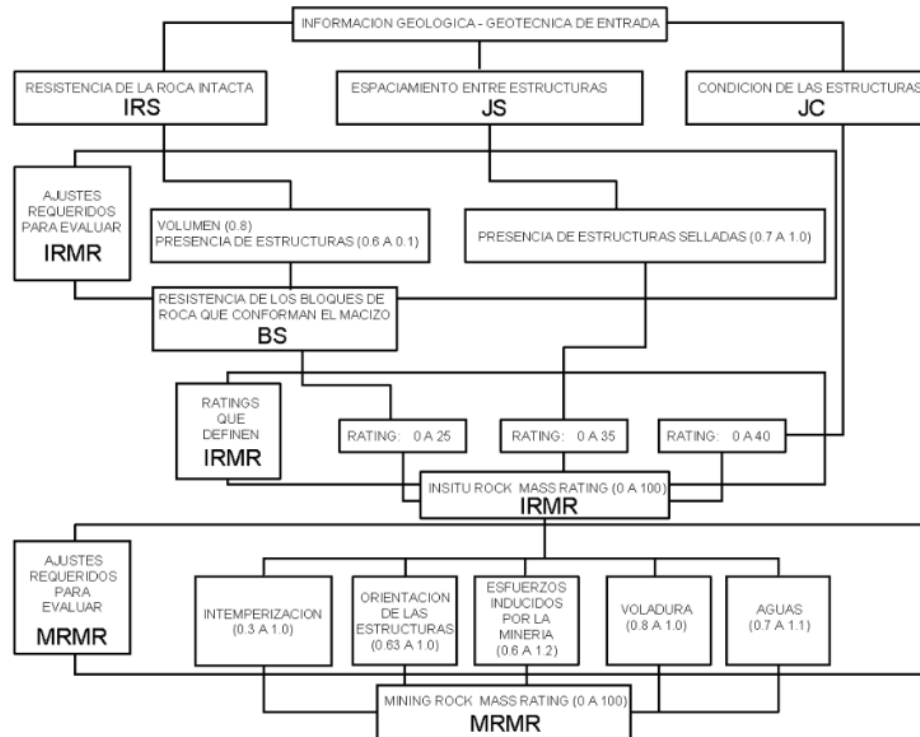 INFORMACION GEOLOGICA - GEOTECNICA DE ENTRADA
RESISTENCIA DE LA ROCA INTACTA
IRS
ESPACIAMIENTO ENTRE ESTRUCTURAS
JS
CONDICION DE LAS ESTRUCTURAS
JC
AJUSTES
REQUERIDOS
PARA EVALUAR
IRMR
VOLUMEN (0.8)
PRESENCIA DE ESTRUCTURAS (0.6 A 0.1)
PRESENCIA DE ESTRUCTURAS SELLADAS (0.7 A 1.0)
RESISTENCIA DE LOS BLOQUES DE
ROCA QUE CONFORMAN EL MACIZO
BS
RATINGS
QUE
DEFINEN
IRMR
RATING: 0 A 25
RATING: 0 A 35
RATING: 0 A 40
INSITU ROCK MASS RATING (0 A 100)
IRMR
AJUSTES
REQUERIDOS
PARA
EVALUAR
MRMR
INTEMPERIZACION
(0.3 A 1.0)
ORIENTACION
DE LAS
ESTRUCTURAS
(0.63 A 1.0)
ESFUERZOS
INDUCIDOS
POR LA
MINERIA
(0.6 A 1.2)
VOLADURA
(0.8 A 1.0)
AGUAS
(0.7 A 1.1)
MINING ROCK MASS RATING (0 A 100)
MRMR